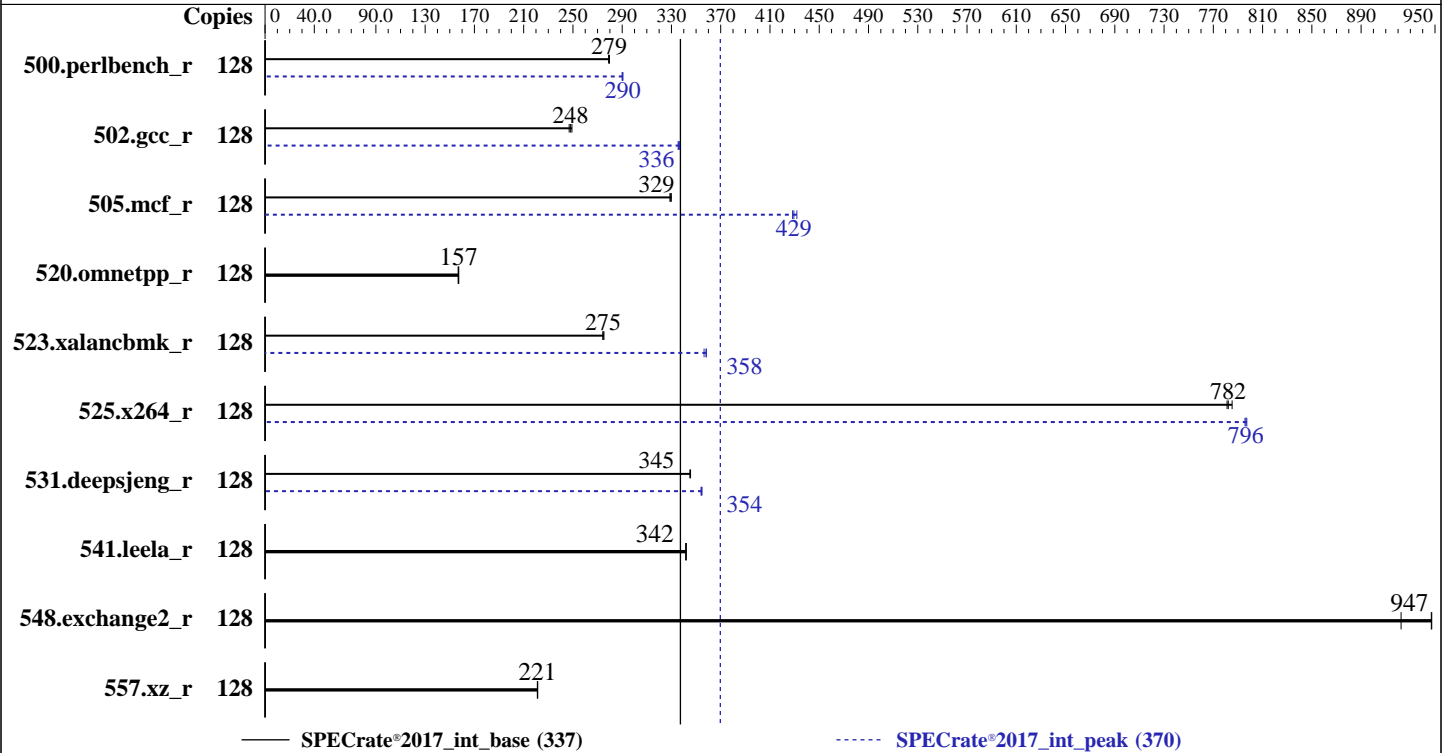 Copies 0 40.0 90.0 130 170 210 250 290 330 370 410 450 490 530 570 610 650 690 730 770 810 850 890 950
500.perlbench_r 128 279
290
502.gcc_r 128 248
336
505.mcf_r 128 329
429
520.omnetpp_r 128 157
523.xalancbmk_r 128 275
358
525.x264_r 128 782
796
531.deepsjeng_r 128 345
354
541.leela_r 128 342
548.exchange2_r 128 947
557.xz_r 128 221
SPECrate®2017_int_base (337) SPECrate®2017_int_peak (370)